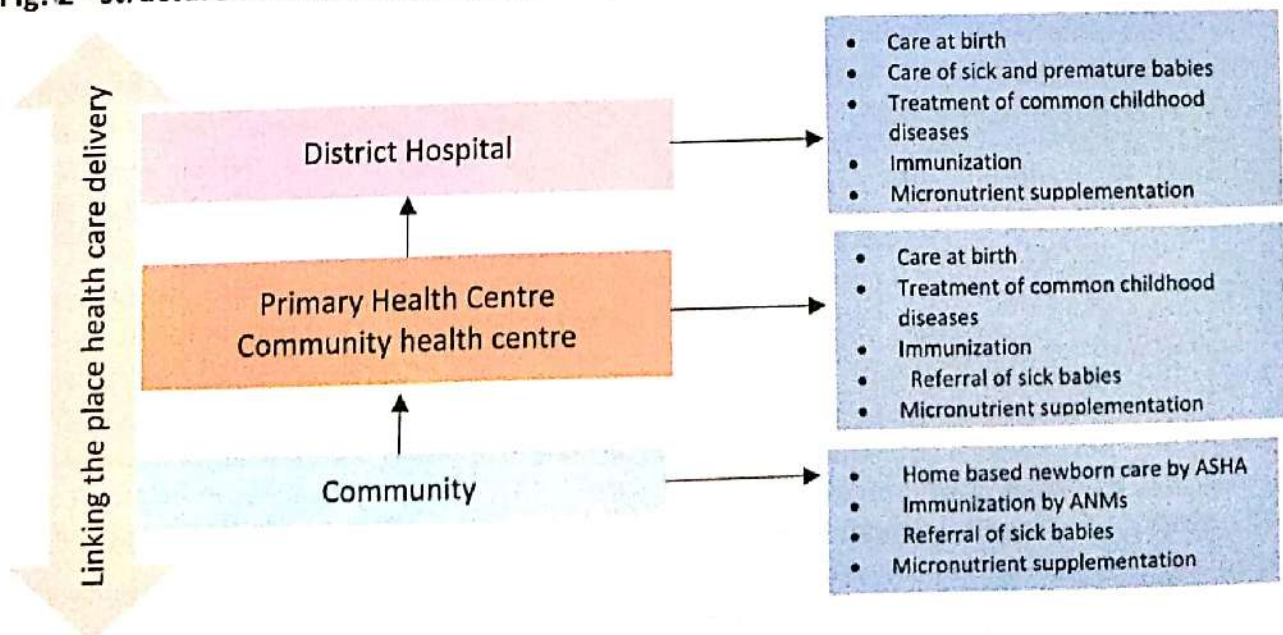 Linking the place health care delivery
District Hospital
• Care at birth
• Care of sick and premature babies
• Treatment of common childhood
diseases
• Immunization
• Micronutrient supplementation
Primary Health Centre
Community health centre
• Care at birth
• Treatment of common childhood
diseases
• Immunization
• Referral of sick babies
• Micronutrient supplementation
Community
• Home based newborn care by ASHA
• Immunization by ANMs
• Referral of sick babies
• Micronutrient supplementation